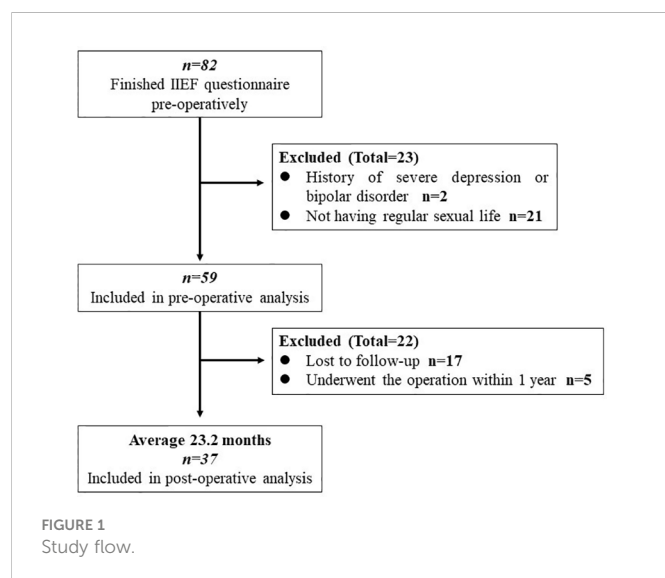 n=82
Finished IIEF questionnaire
pre-operatively
Excluded (Total=23)
● History of severe depression or
bipolar disorder n=2
● Not having regular sexual life n=21
n=59
Included in pre-operative analysis
Excluded (Total=22)
● Lost to follow-up n=17
● Underwent the operation within 1 year n=5
Average 23.2 months
n=37
Included in post-operative analysis
FIGURE 1
Study flow.